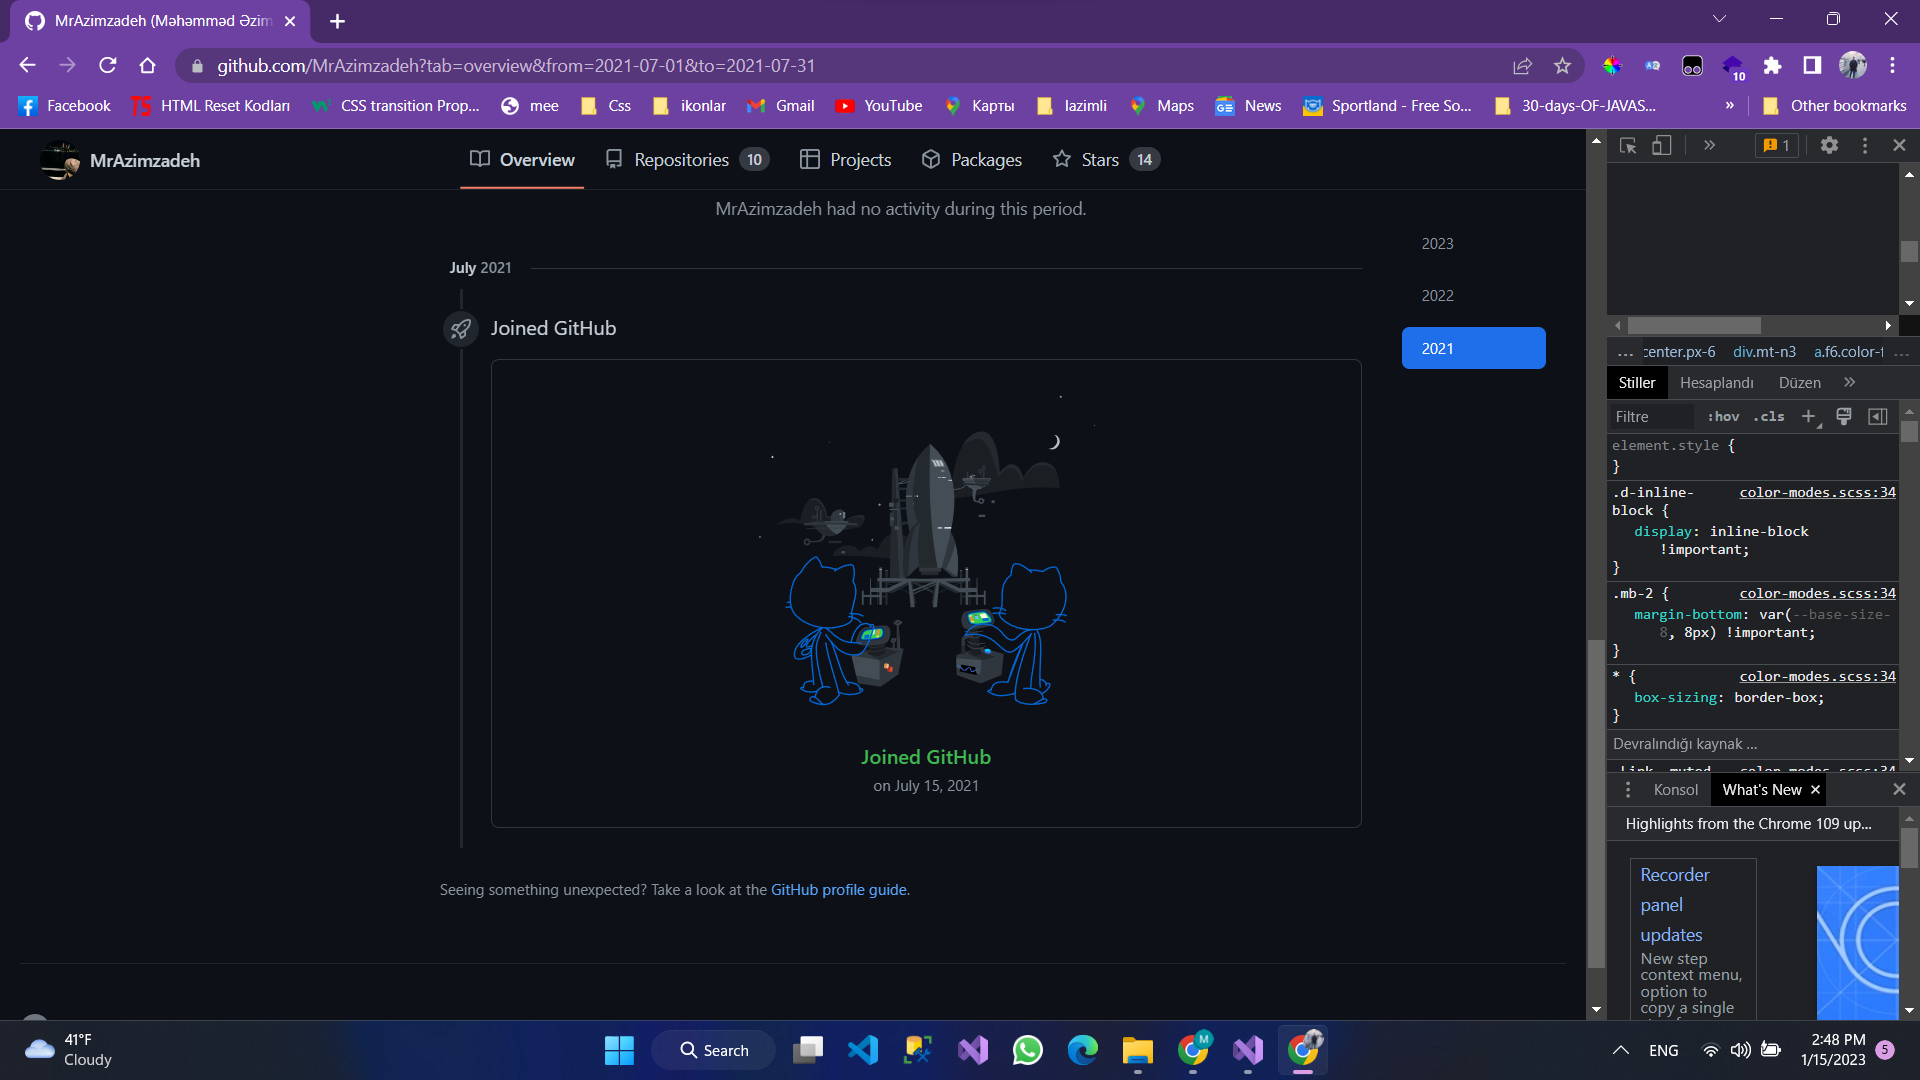 MrAzimzadeh (Məhəmməd Əzim
github.com/MrAzimzadeh?tab=overview&from=2021-07-01&to=2021-07-31
10
Facebook
HTML Reset Kodları
CSS transition Prop...
mee
Css
ikonlar
Gmail
YouTube
Карты
lazimli
Maps
News
Sportland - Free So...
30-days-OF-JAVAS...
»
Other bookmarks
MrAzimzadeh
Overview
Repositories 10
Projects
Packages
Stars 14
MrAzimzadeh had no activity during this period.
2023
2022
2021
July 2021
Joined GitHub
Joined GitHub
on July 15, 2021
Seeing something unexpected? Take a look at the GitHub profile guide.
1
... center.px-6 div.mt-n3 a.f6.color-t ...
Stiller Hesaplandı Düzen »
Filtre :hov .cls
element.style {
}
.d-inline- color-modes.scss:34
block {
display: inline-block
!important;
}
.mb-2 { color-modes.scss:34
margin-bottom: var(--base-size-
8, 8px) !important;
}
* { color-modes.scss:34
box-sizing: border-box;
}
Devralındığı kaynak ...
.Link--muted color-modes.scss:34
Konsol What's New
Highlights from the Chrome 109 up...
Recorder
panel
updates
New step
context menu,
option to
copy a single
41°F
Cloudy
Search
M
ENG
2:48 PM
1/15/2023
5